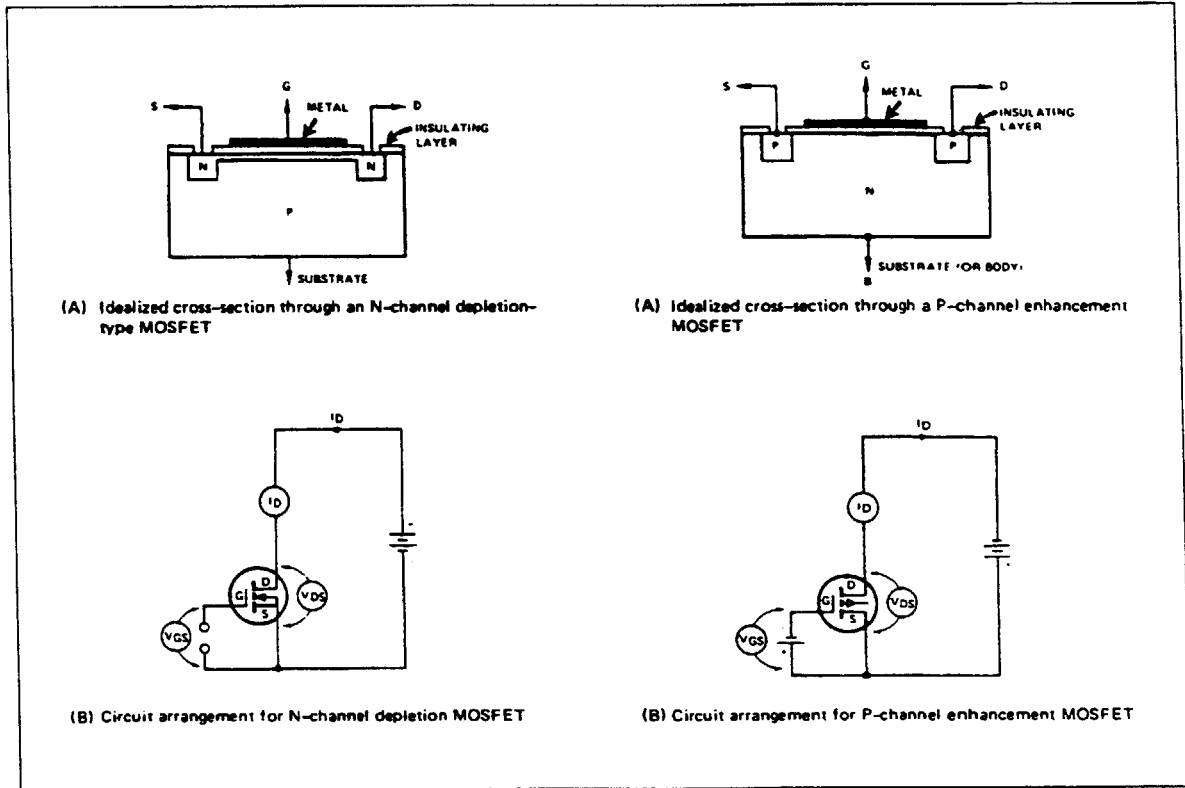 G
S
METAL
D
INSULATING
LAYER
N
N
P
SUBSTRATE
(A) Idealized cross-section through an N-channel depletion-
type MOSFET
G
S
METAL
D
INSULATING
LAYER
P
P
N
SUBSTRATE (OR BODY)
B
(A) Idealized cross-section through a P-channel enhancement
MOSFET
ID
ID
D
G
S
VDS
VGS
(B) Circuit arrangement for N-channel depletion MOSFET
ID
ID
D
G
S
VDS
VGS
(B) Circuit arrangement for P-channel enhancement MOSFET